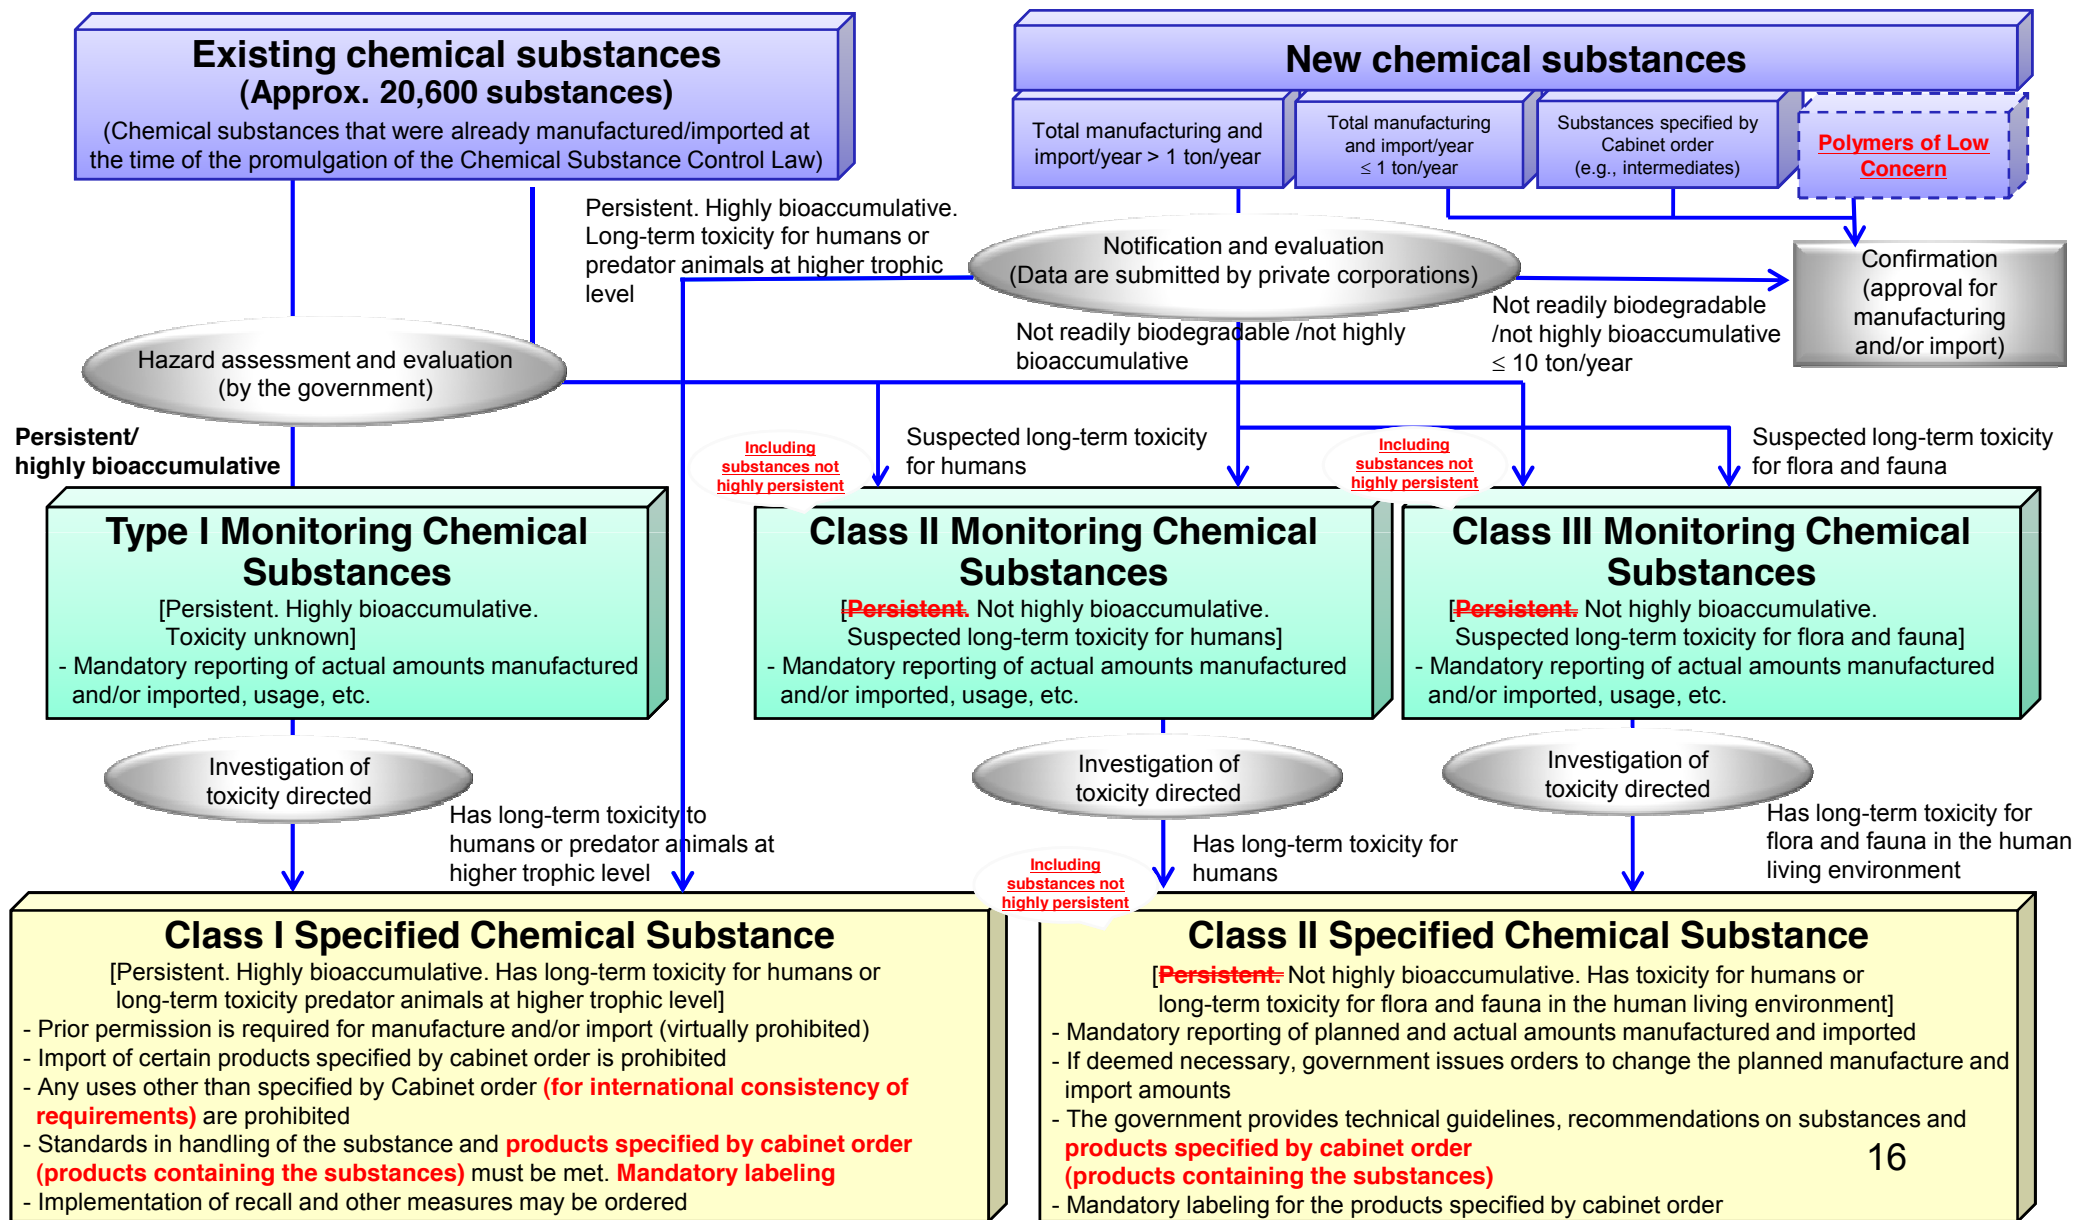 Existing chemical substances
(Approx. 20,600 substances)
(Chemical substances that were already manufactured/imported at
the time of the promulgation of the Chemical Substance Control Law)
New chemical substances
Total manufacturing and
import/year > 1 ton/year
Total manufacturing
and import/year
≤ 1 ton/year
Substances specified by
Cabinet order
(e.g., intermediates)
Polymers of Low
Concern
Persistent. Highly bioaccumulative.
Long-term toxicity for humans or
predator animals at higher trophic
level
Notification and evaluation
(Data are submitted by private corporations)
Confirmation
(approval for
manufacturing
and/or import)
Not readily biodegradable
/not highly bioaccumulative
≤ 10 ton/year
Not readily biodegradable /not highly
bioaccumulative
Hazard assessment and evaluation
(by the government)
Persistent/
highly bioaccumulative
Including
substances not
highly persistent
Suspected long-term toxicity
for humans
Including
substances not
highly persistent
Suspected long-term toxicity
for flora and fauna
Type I Monitoring Chemical
Substances
[Persistent. Highly bioaccumulative.
Toxicity unknown]
- Mandatory reporting of actual amounts manufactured
and/or imported, usage, etc.
Class II Monitoring Chemical
Substances
[Persistent. Not highly bioaccumulative.
Suspected long-term toxicity for humans]
- Mandatory reporting of actual amounts manufactured
and/or imported, usage, etc.
Class III Monitoring Chemical
Substances
[Persistent. Not highly bioaccumulative.
Suspected long-term toxicity for flora and fauna]
- Mandatory reporting of actual amounts manufactured
and/or imported, usage, etc.
Investigation of
toxicity directed
Has long-term toxicity to
humans or predator animals at
higher trophic level
Investigation of
toxicity directed
Has long-term toxicity for
humans
Investigation of
toxicity directed
Has long-term toxicity for
flora and fauna in the human
living environment
Including
substances not
highly persistent
Class I Specified Chemical Substance
[Persistent. Highly bioaccumulative. Has long-term toxicity for humans or
long-term toxicity predator animals at higher trophic level]
- Prior permission is required for manufacture and/or import (virtually prohibited)
- Import of certain products specified by cabinet order is prohibited
- Any uses other than specified by Cabinet order (for international consistency of
requirements) are prohibited
- Standards in handling of the substance and products specified by cabinet order
(products containing the substances) must be met. Mandatory labeling
- Implementation of recall and other measures may be ordered
Class II Specified Chemical Substance
[Persistent. Not highly bioaccumulative. Has toxicity for humans or
long-term toxicity for flora and fauna in the human living environment]
- Mandatory reporting of planned and actual amounts manufactured and imported
- If deemed necessary, government issues orders to change the planned manufacture and
import amounts
- The government provides technical guidelines, recommendations on substances and
products specified by cabinet order
(products containing the substances)
- Mandatory labeling for the products specified by cabinet order
16